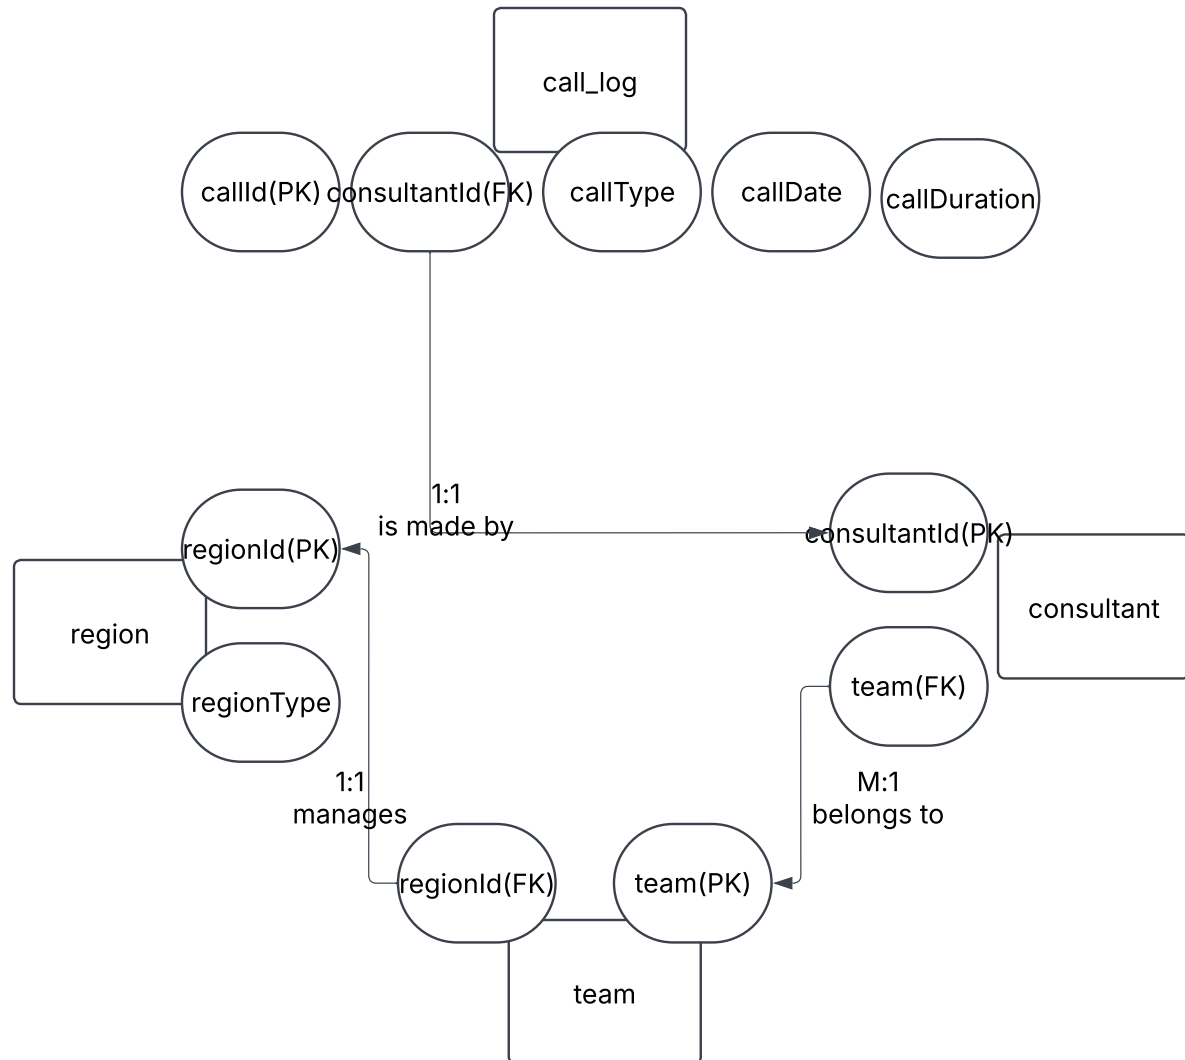 call_log
callId(PK)
consultantId(FK)
callType
callDate
callDuration
1:1
is made by
regionId(PK)
consultantId(PK)
region
consultant
regionType
team(FK)
1:1
manages
M:1
belongs to
regionId(FK)
team(PK)
team